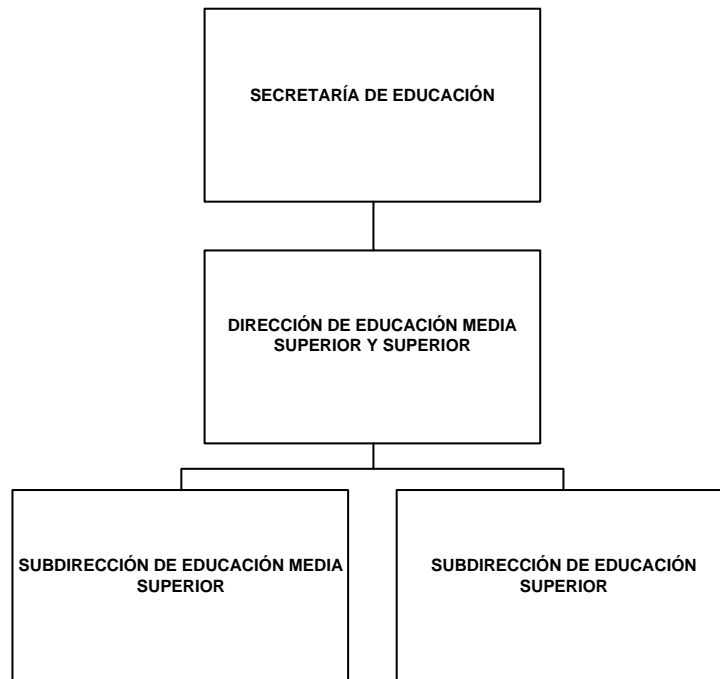 SECRETARÍA DE EDUCACIÓN
DIRECCIÓN DE EDUCACIÓN MEDIA
SUPERIOR Y SUPERIOR
SUBDIRECCIÓN DE EDUCACIÓN MEDIA
SUPERIOR
SUBDIRECCIÓN DE EDUCACIÓN
SUPERIOR